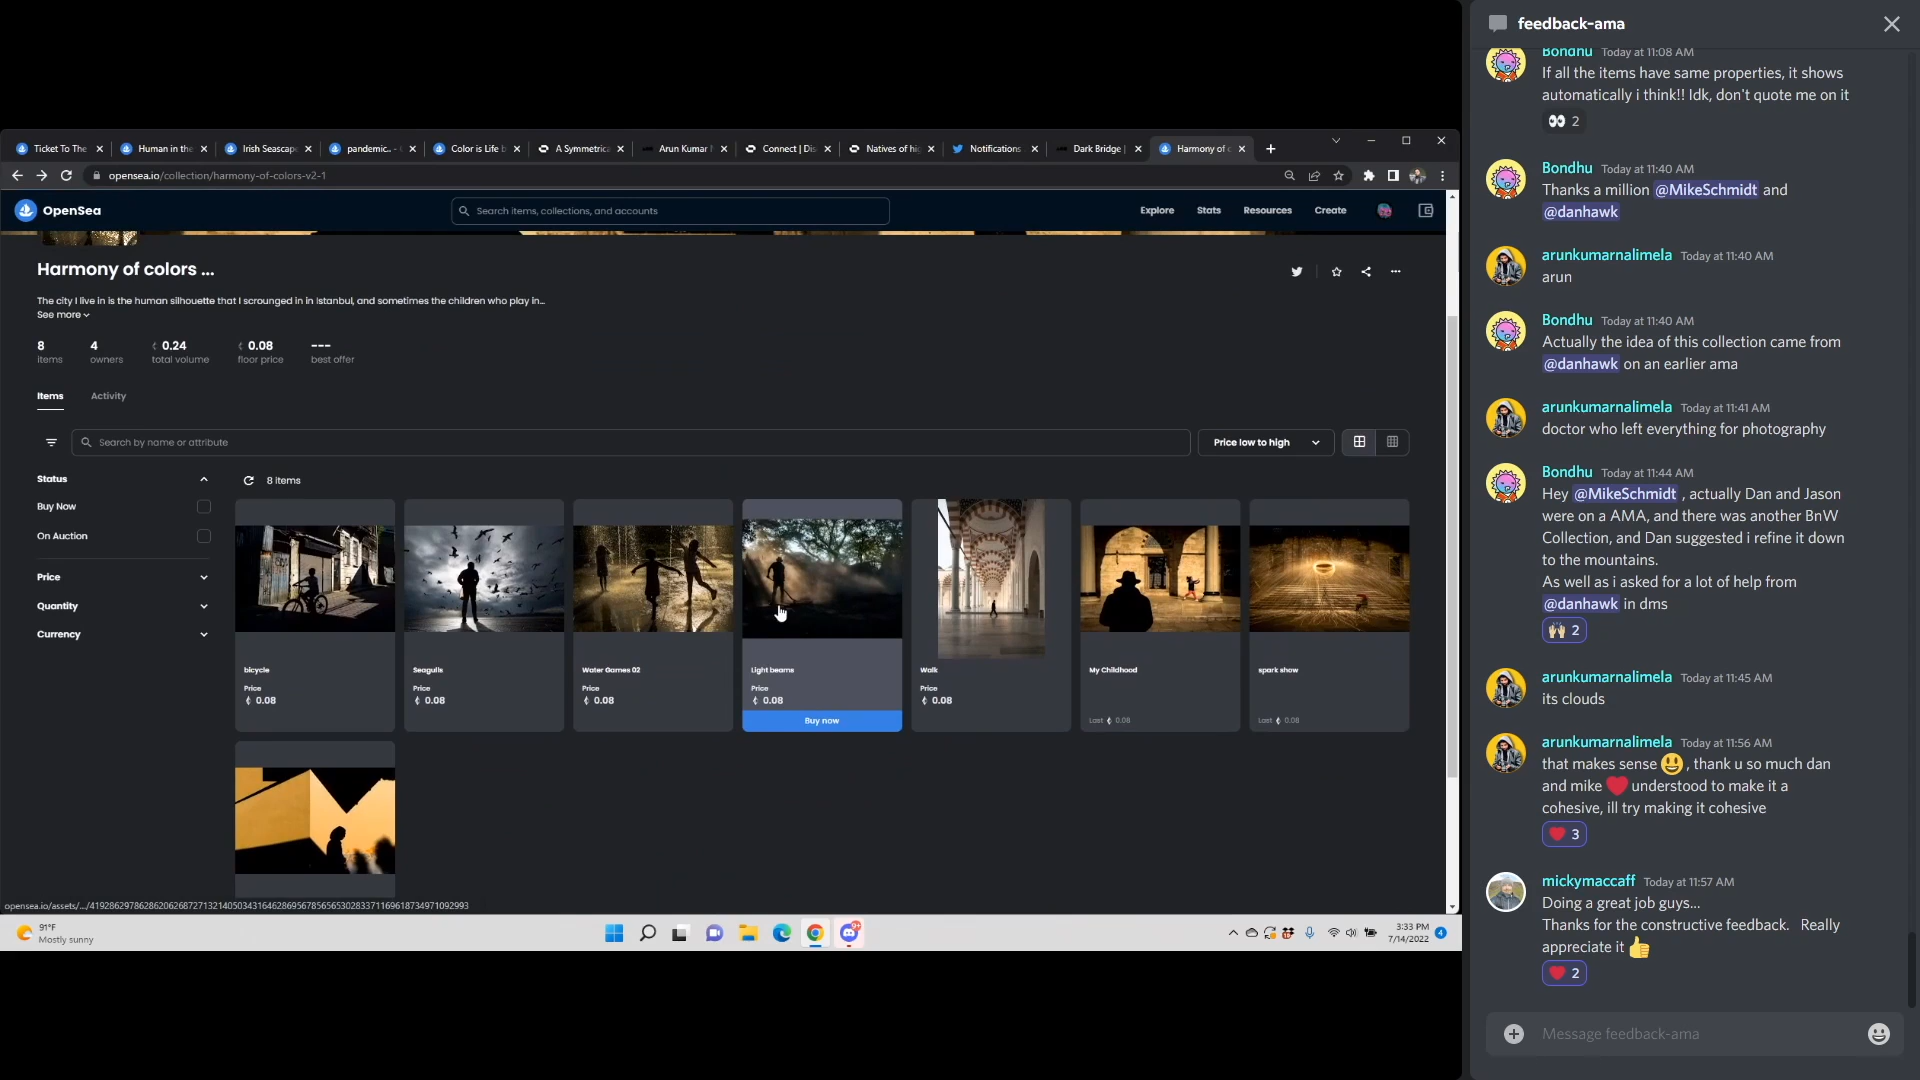 Ticket To The
Human in the
Irish Seascap
pandemic.. -
Color is Life b
A Symmetric
Arun Kumar N
Connect | Dis
Natives of hi
Notifications
Dark Bridge |
Harmony of c
opensea.io/collection/harmony-of-colors-v2-1
OpenSea
Search items, collections, and accounts
Explore
Stats
Resources
Create
Harmony of colors ...
The city I live in is the human silhouette that I scrounged in in Istanbul, and sometimes the children who play in...
See more
8
items
4
owners
0.24
total volume
0.08
floor price
---
best offer
Items
Activity
Search by name or attribute
Price low to high
Status
Buy Now
On Auction
Price
Quantity
Currency
8 items
bicycle
Price
0.08
Seagulls
Price
0.08
Water Games 02
Price
0.08
Light beams
Price
0.08
Buy now
Walk
Price
0.08
My Childhood
Last 0.08
spark show
Last 0.08
91°F
Mostly sunny
9+
3:33 PM
7/14/2022
4
feedback-ama
Bondhu Today at 11:08 AM
If all the items have same properties, it shows
automatically i think!! Idk, don't quote me on it
👀 2
Bondhu Today at 11:40 AM
Thanks a million @MikeSchmidt and
@danhawk
arunkumarnalimela Today at 11:40 AM
arun
Bondhu Today at 11:40 AM
Actually the idea of this collection came from
@danhawk on an earlier ama
arunkumarnalimela Today at 11:41 AM
doctor who left everything for photography
Bondhu Today at 11:44 AM
Hey @MikeSchmidt , actually Dan and Jason
were on a AMA, and there was another BnW
Collection, and Dan suggested i refine it down
to the mountains.
As well as i asked for a lot of help from
@danhawk in dms
🙌 2
arunkumarnalimela Today at 11:45 AM
its clouds
arunkumarnalimela Today at 11:56 AM
that makes sense 😃 , thank u so much dan
and mike ❤️ understood to make it a
cohesive, ill try making it cohesive
❤️ 3
mickymaccaff Today at 11:57 AM
Doing a great job guys...
Thanks for the constructive feedback. Really
appreciate it 👍
❤️ 2
Message feedback-ama